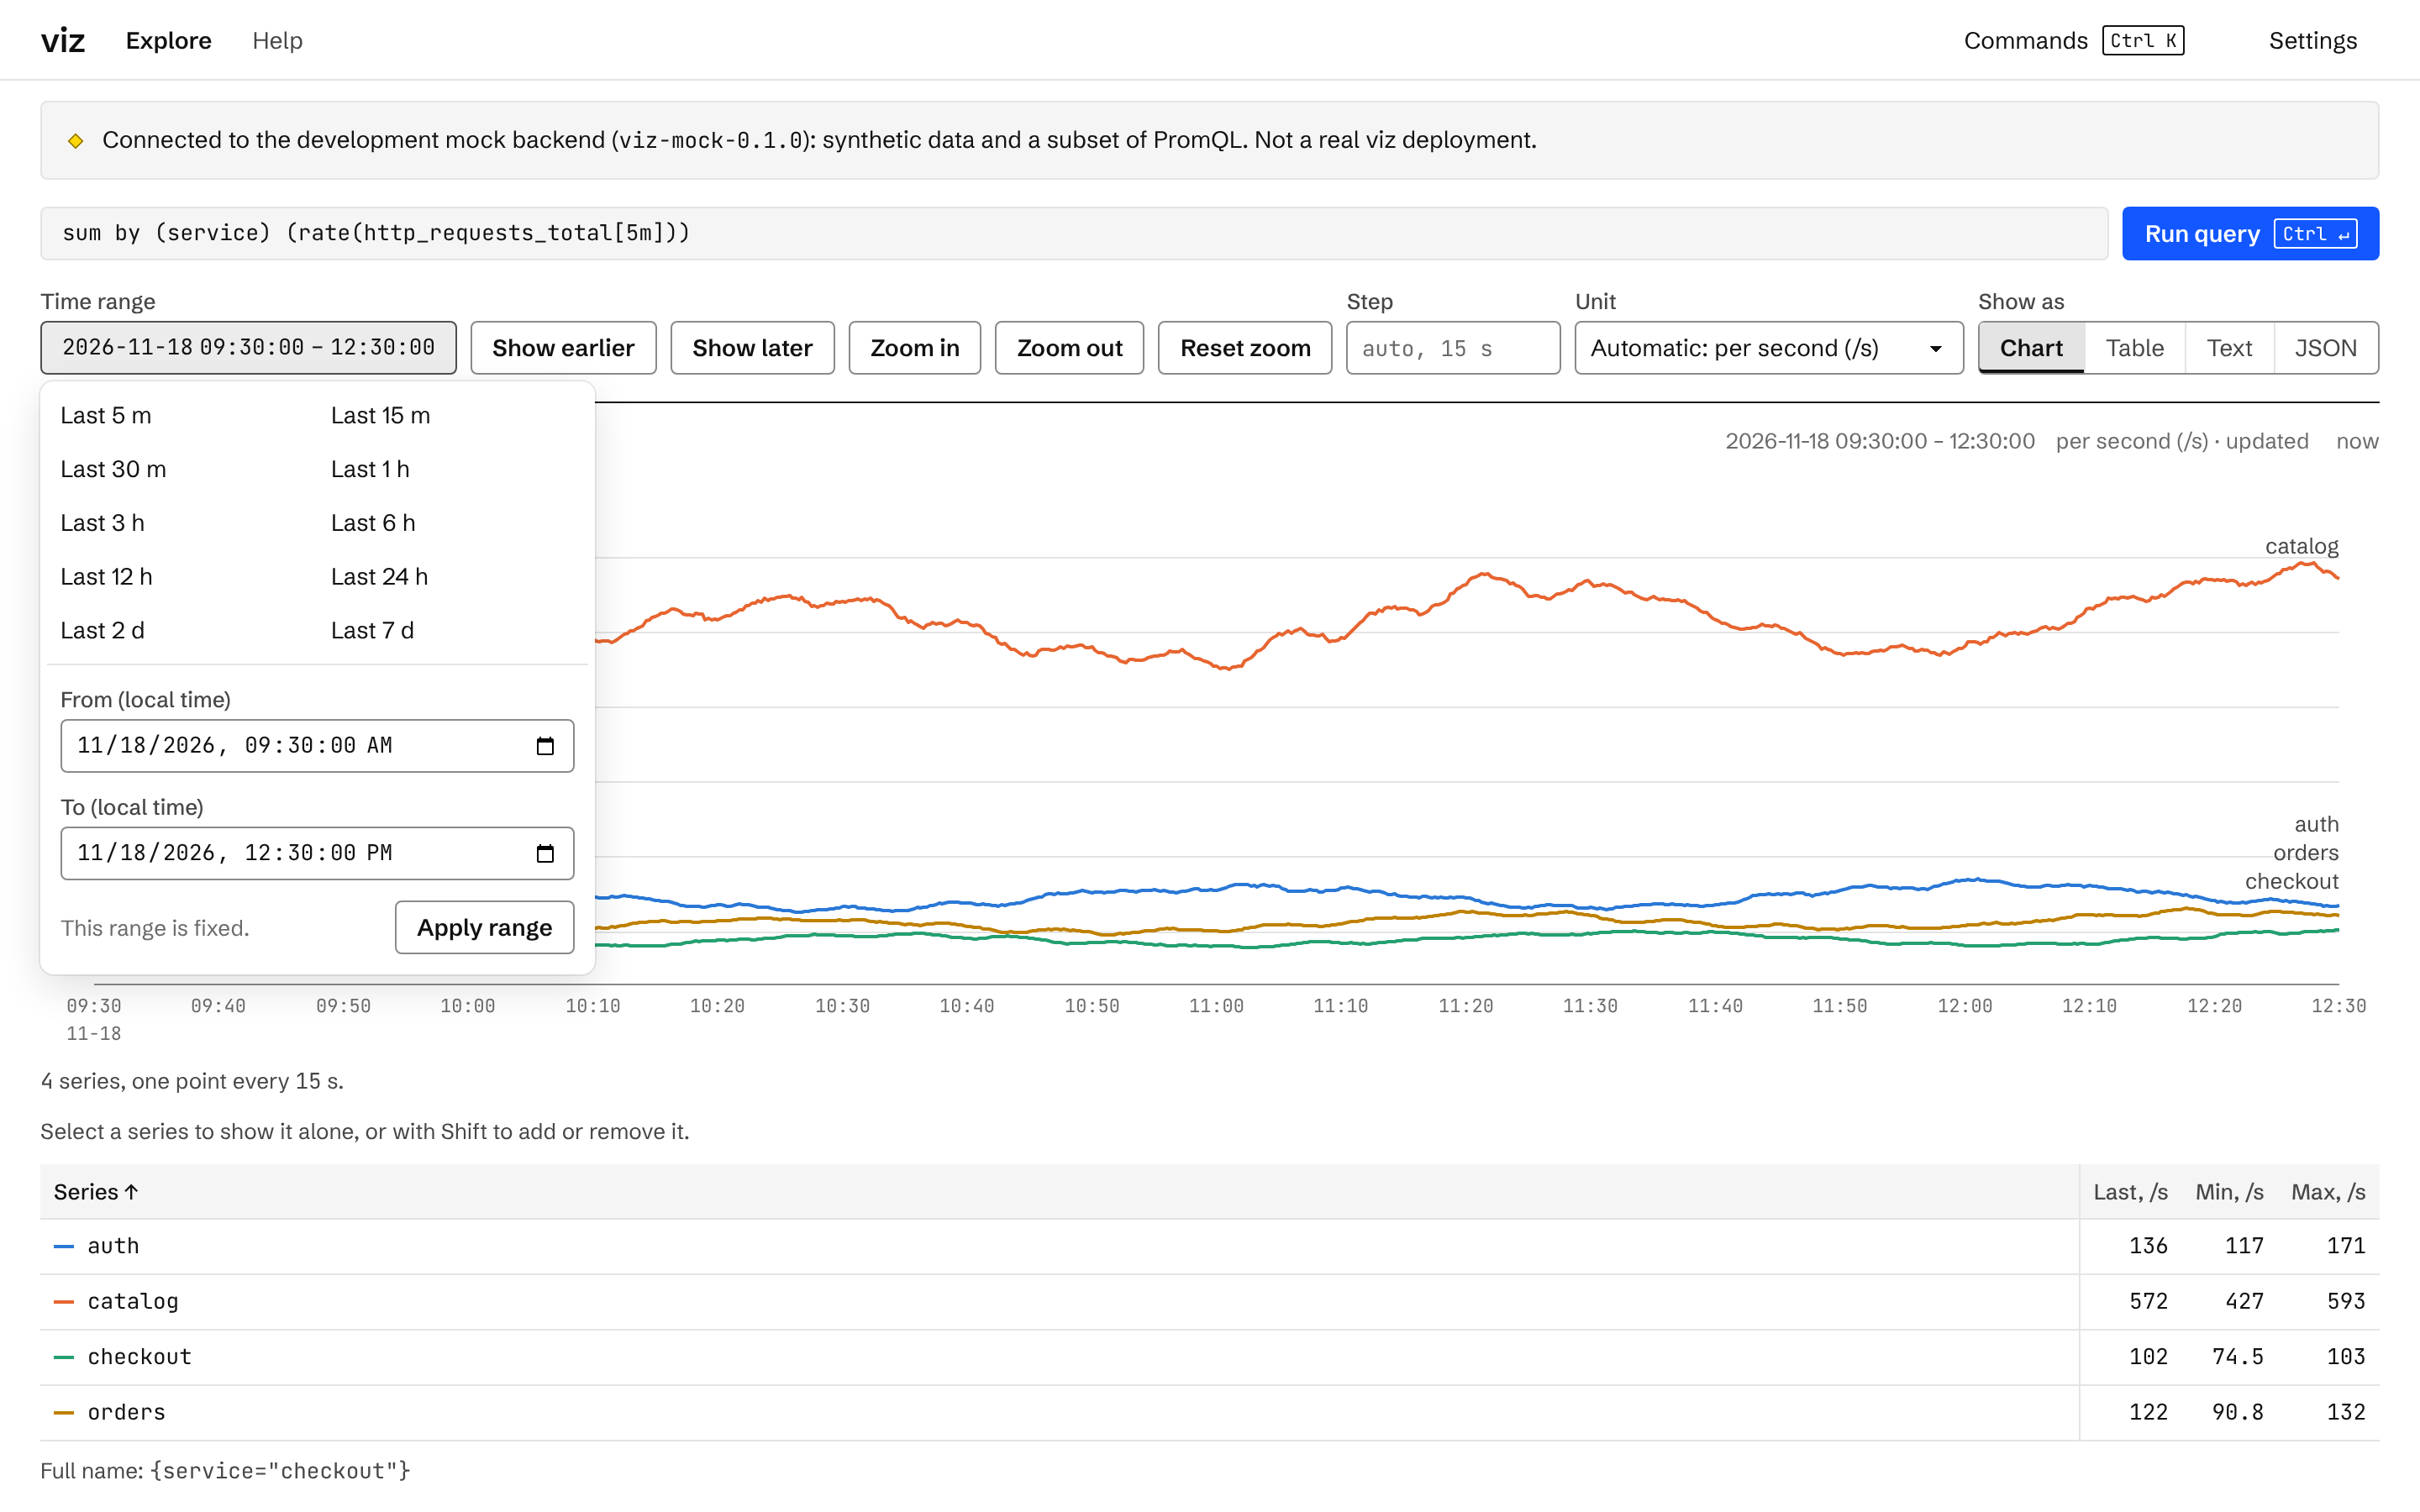 viz Explore Help Commands Ctrl K Settings
Connected to the development mock backend (viz-mock-0.1.0): synthetic data and a subset of PromQL. Not a real viz deployment.
sum by (service) (rate(http_requests_total[5m])) Run query Ctrl ↵
Time range Step Unit Show as
2026-11-18 09:30:00 – 12:30:00 Show earlier Show later Zoom in Zoom out Reset zoom auto, 15 s Automatic: per second (/s) Chart Table Text JSON
2026-11-18 09:30:00 – 12:30:00 per second (/s) · updated now
Last 5 m Last 15 m
Last 30 m Last 1 h
Last 3 h Last 6 h
Last 12 h Last 24 h
Last 2 d Last 7 d
From (local time)
11/18/2026, 09:30:00 AM
To (local time)
11/18/2026, 12:30:00 PM
This range is fixed. Apply range
catalog
auth
orders
checkout
09:30 09:40 09:50 10:00 10:10 10:20 10:30 10:40 10:50 11:00 11:10 11:20 11:30 11:40 11:50 12:00 12:10 12:20 12:30
11-18
4 series, one point every 15 s.
Select a series to show it alone, or with Shift to add or remove it.
Series ↑ Last, /s Min, /s Max, /s
auth 136 117 171
catalog 572 427 593
checkout 102 74.5 103
orders 122 90.8 132
Full name: {service="checkout"}